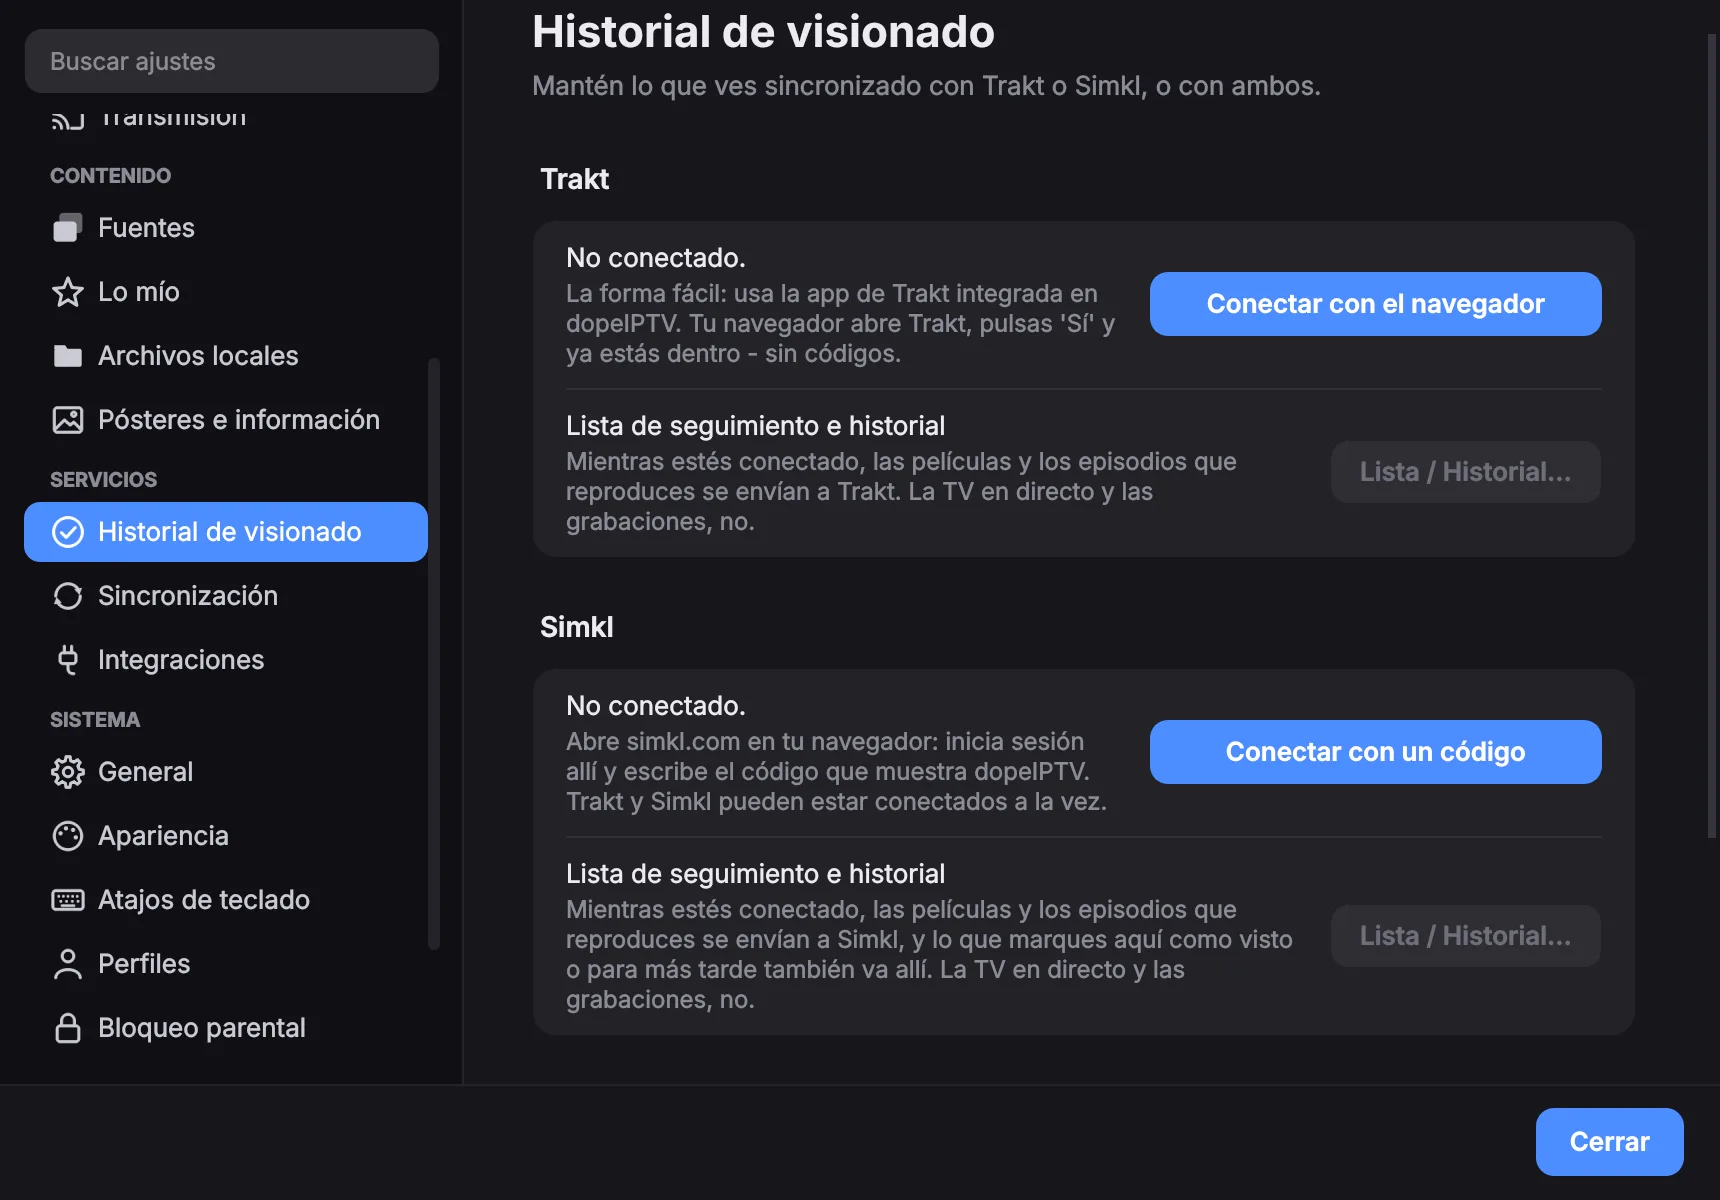 Buscar ajustes
Transmisión
CONTENIDO
Fuentes
Lo mío
Archivos locales
Pósteres e información
SERVICIOS
Historial de visionado
Sincronización
Integraciones
SISTEMA
General
Apariencia
Atajos de teclado
Perfiles
Bloqueo parental
Historial de visionado
Mantén lo que ves sincronizado con Trakt o Simkl, o con ambos.
Trakt
No conectado.
La forma fácil: usa la app de Trakt integrada en
dopeIPTV. Tu navegador abre Trakt, pulsas 'Sí' y
ya estás dentro - sin códigos.
Conectar con el navegador
Lista de seguimiento e historial
Mientras estés conectado, las películas y los episodios que
reproduces se envían a Trakt. La TV en directo y las
grabaciones, no.
Lista / Historial...
Simkl
No conectado.
Abre simkl.com en tu navegador: inicia sesión
allí y escribe el código que muestra dopeIPTV.
Trakt y Simkl pueden estar conectados a la vez.
Conectar con un código
Lista de seguimiento e historial
Mientras estés conectado, las películas y los episodios que
reproduces se envían a Simkl, y lo que marques aquí como visto
o para más tarde también va allí. La TV en directo y las
grabaciones, no.
Lista / Historial...
Cerrar